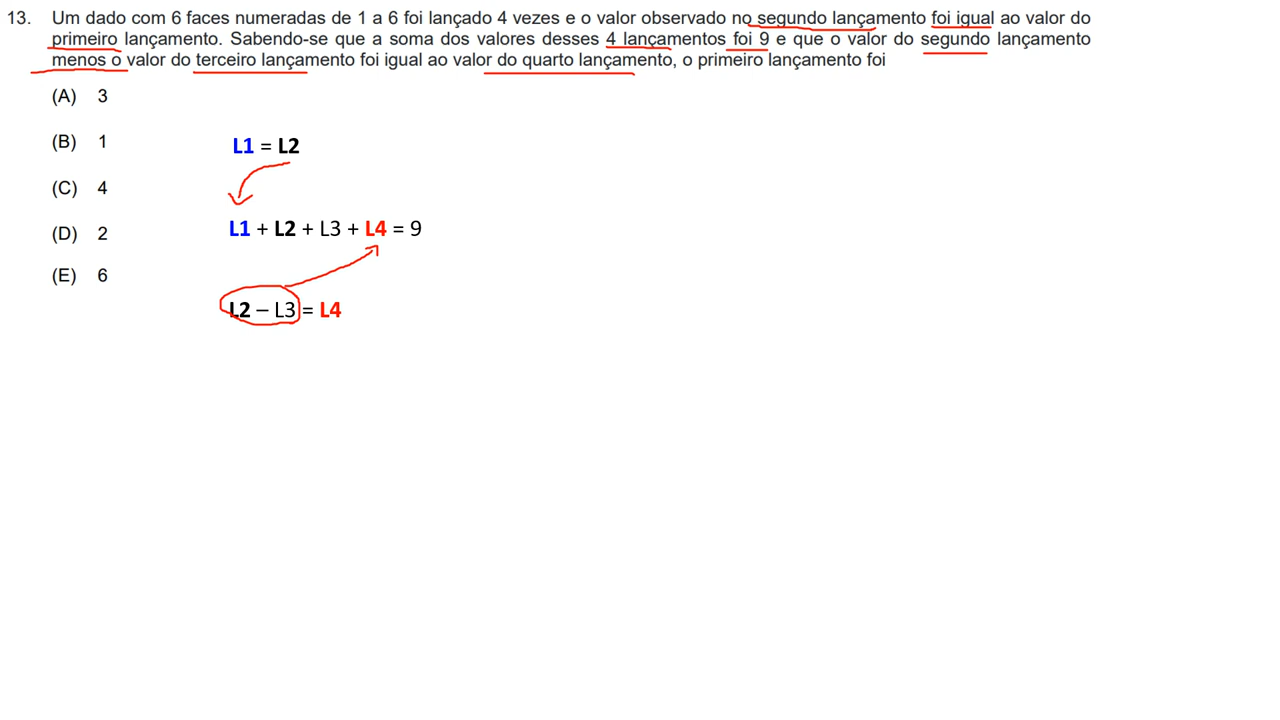 13. Um dado com 6 faces numeradas de 1 a 6 foi lançado 4 vezes e o valor observado no segundo lançamento foi igual ao valor do
primeiro lançamento. Sabendo-se que a soma dos valores desses 4 lançamentos foi 9 e que o valor do segundo lançamento
menos o valor do terceiro lançamento foi igual ao valor do quarto lançamento, o primeiro lançamento foi
(A) 3
(B) 1
(C) 4
(D) 2
(E) 6
L1 = L2
L1 + L2 + L3 + L4 = 9
L2 – L3 = L4